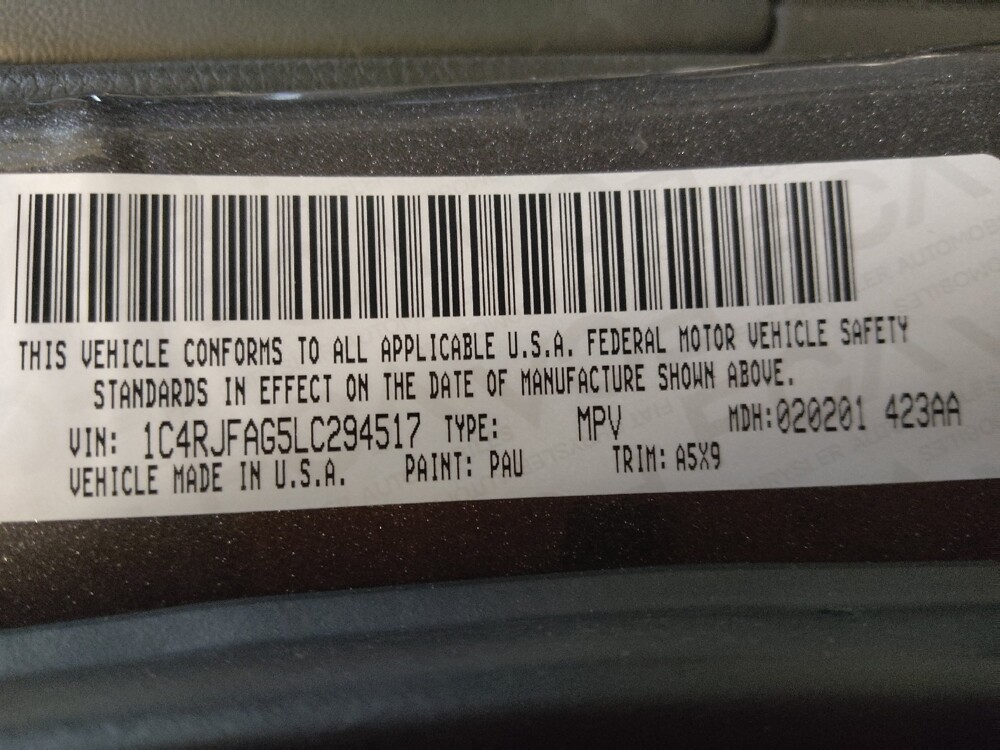 THIS VEHICLE CONFORMS TO ALL APPLICABLE U.S.A. FEDERAL MOTOR VEHICLE SAFETY
STANDARDS IN EFFECT ON THE DATE OF MANUFACTURE SHOWN ABOVE.
VIN: 1C4RJFAG5LC294517 TYPE: MPV MDH:020201 423AA
VEHICLE MADE IN U.S.A. PAINT: PAU TRIM: A5X9